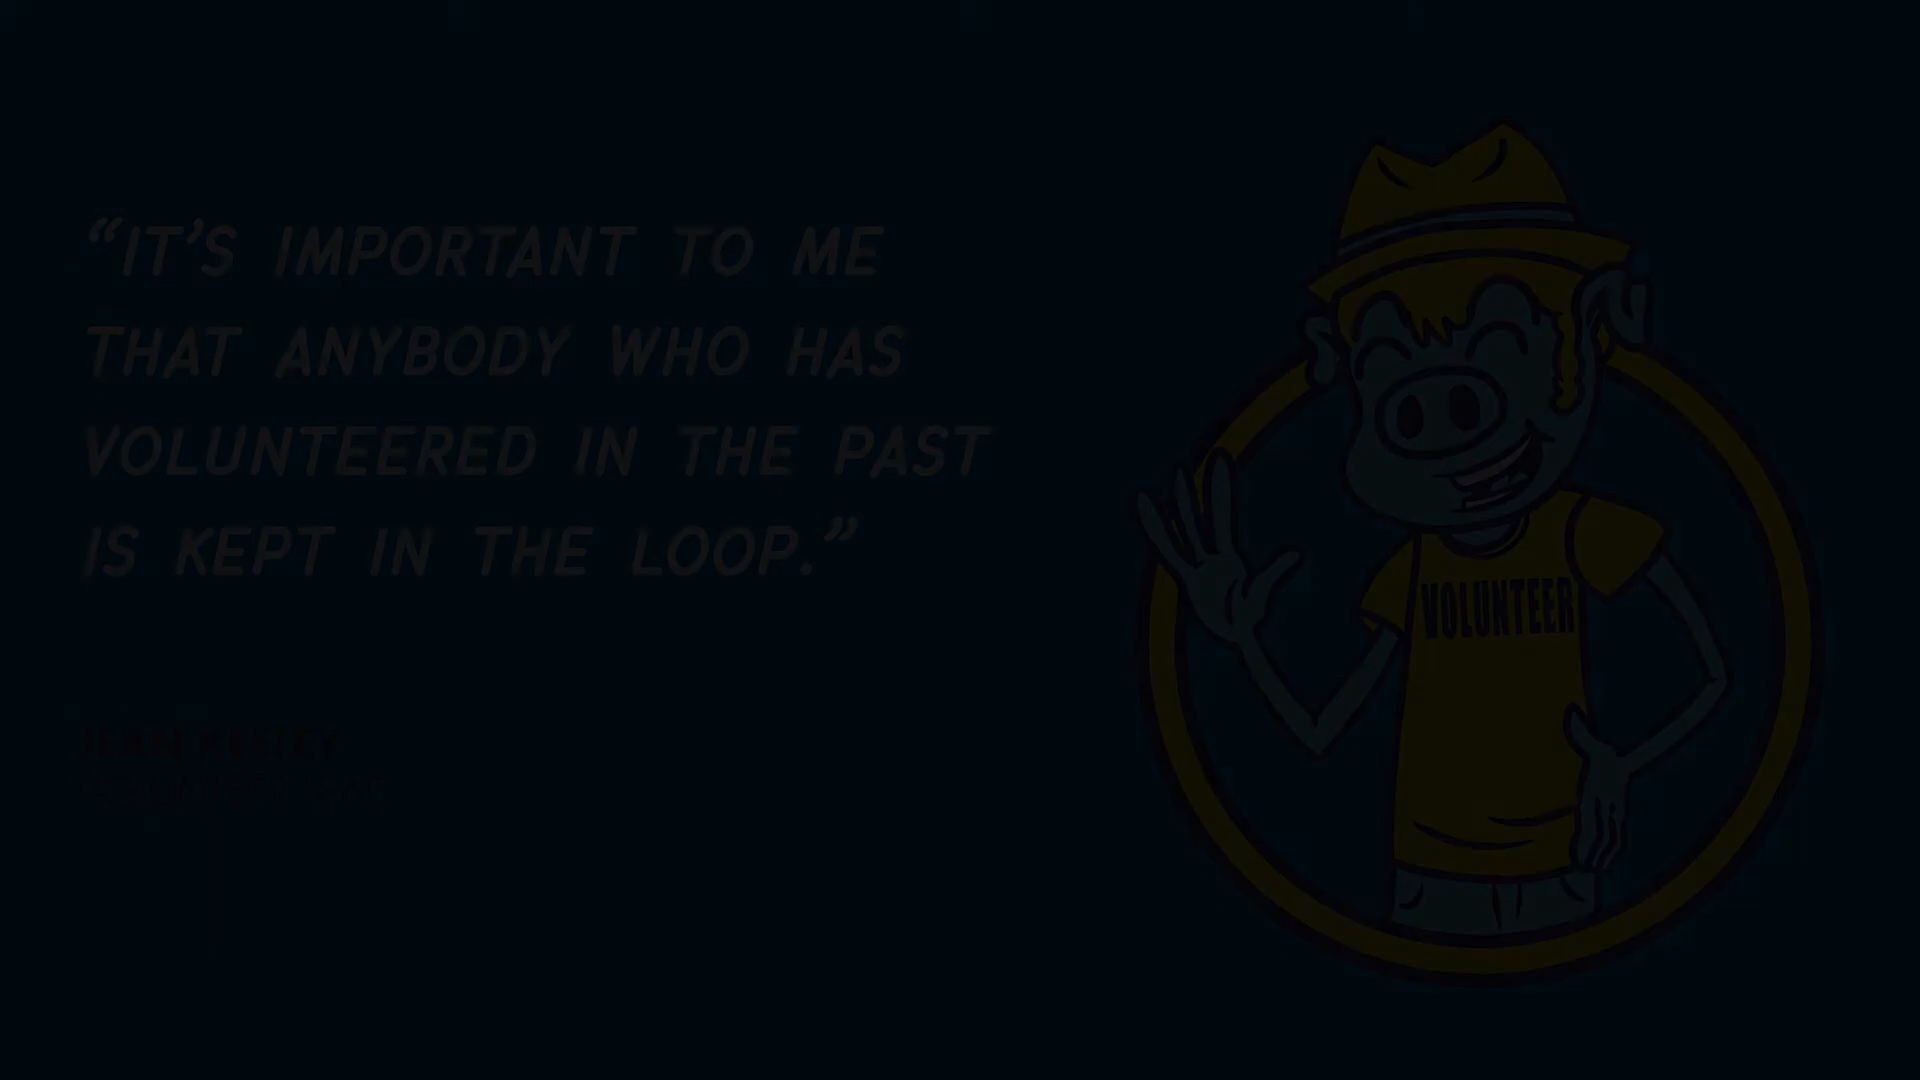 “IT’S IMPORTANT TO ME
THAT ANYBODY WHO HAS
VOLUNTEERED IN THE PAST
IS KEPT IN THE LOOP.”
VOLUNTEER